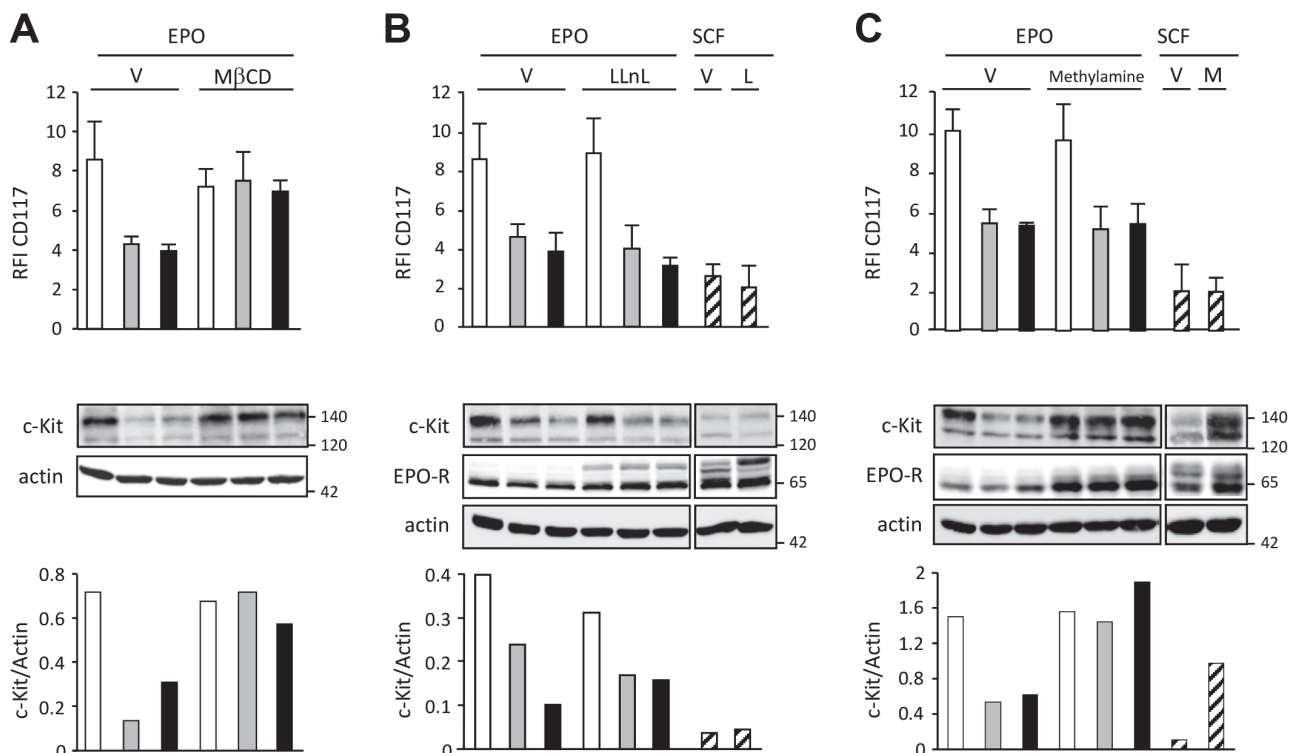 A
EPO
V MβCD
12
10
8
6
4
2
0
RFI CD117
c-Kit
140
120
actin
42
0.8
0.6
0.4
0.2
0
c-Kit/Actin
B
EPO SCF
V LLnL V L
12
10
8
6
4
2
0
RFI CD117
c-Kit
140
120
EPO-R
65
actin
42
0.4
0.3
0.2
0.1
0
c-Kit/Actin
C
EPO SCF
V Methylamine V M
12
10
8
6
4
2
0
RFI CD117
c-Kit
140
120
EPO-R
65
actin
42
2
1.6
1.2
0.8
0.4
0
c-Kit/Actin